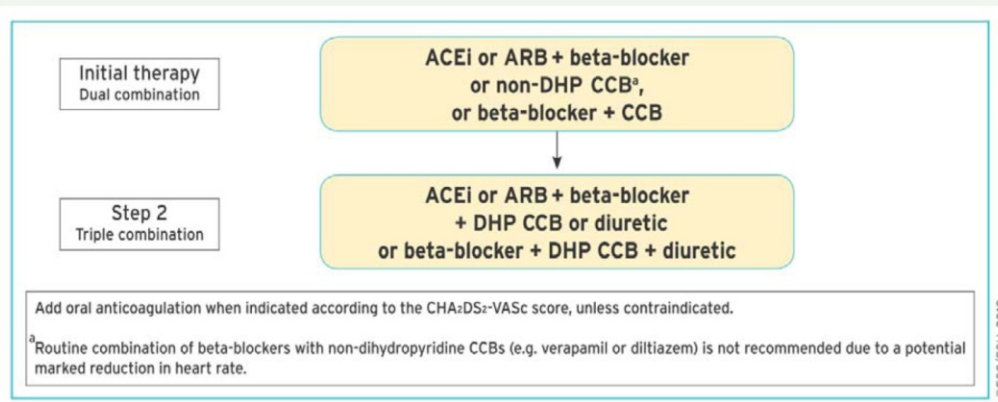 Initial therapy
Dual combination
ACEi or ARB + beta-blocker
or non-DHP CCBᵃ,
or beta-blocker + CCB
Step 2
Triple combination
ACEi or ARB + beta-blocker
+ DHP CCB or diuretic
or beta-blocker + DHP CCB + diuretic
Add oral anticoagulation when indicated according to the CHA₂DS₂-VASc score, unless contraindicated.
ᵃRoutine combination of beta-blockers with non-dihydropyridine CCBs (e.g. verapamil or diltiazem) is not recommended due to a potential
marked reduction in heart rate.